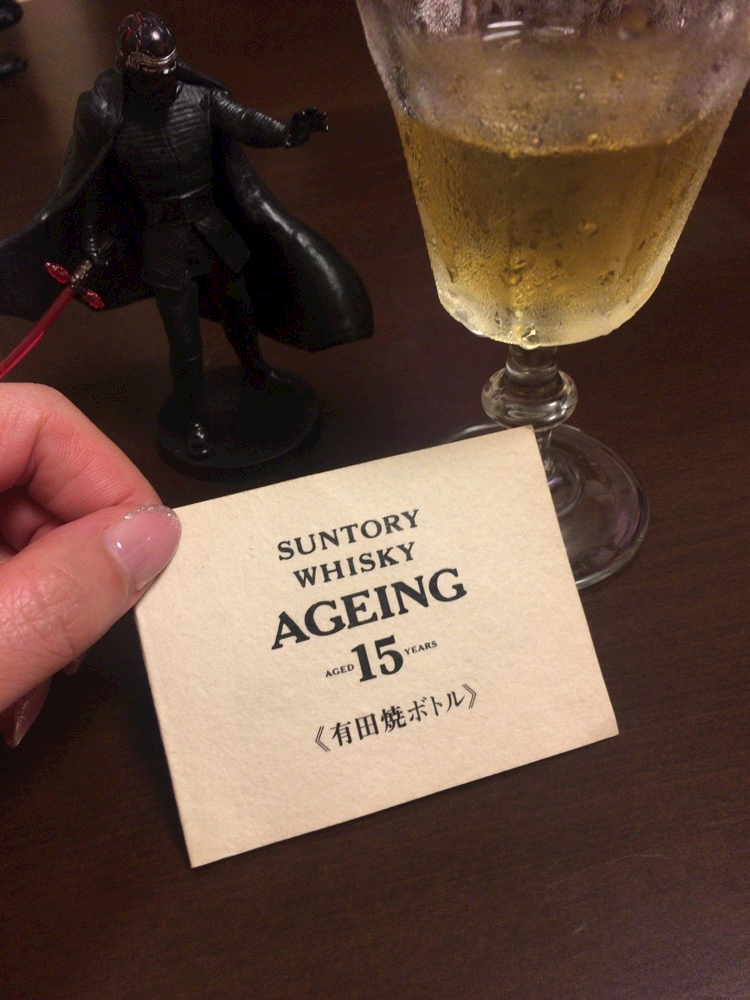 SUNTORY
WHISKY
AGEING
AGED 15 YEARS
《有田焼ボトル》